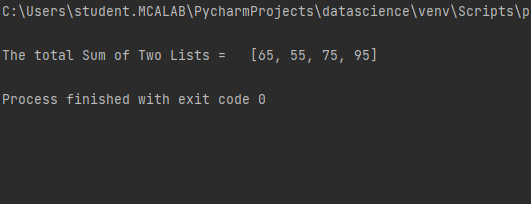 C:\Users\student.MCALAB\PycharmProjects\datascience\venv\Scripts\p
The total Sum of Two Lists =   [65, 55, 75, 95]
Process finished with exit code 0